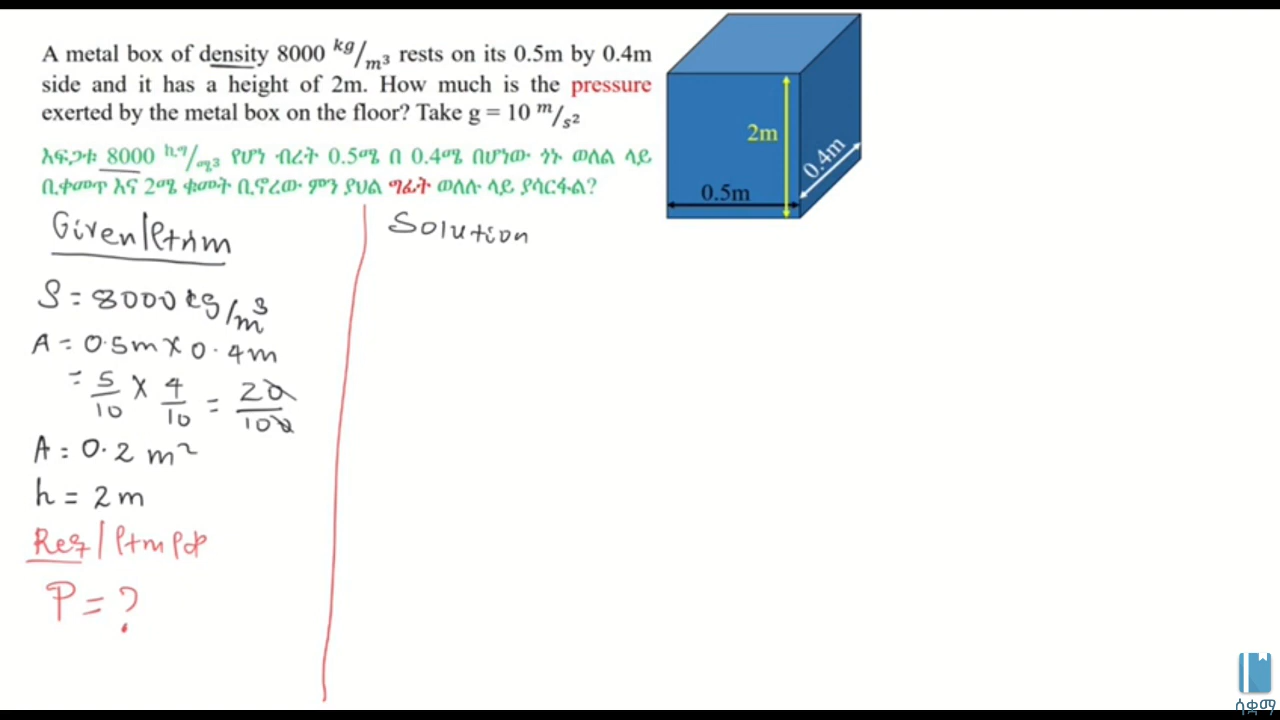 A metal box of density 8000 kg/m³ rests on its 0.5m by 0.4m
side and it has a height of 2m. How much is the pressure
exerted by the metal box on the floor? Take g = 10 m/s²
እፍጋቱ 8000 ኪግ/ሜ³ የሆነ ብረት 0.5ሜ በ 0.4ሜ በሆነው ጎኑ ወለል ላይ
ቢቀመጥ እና 2ሜ ቁመት ቢኖረው ምን ያህል ግፊት ወለሉ ላይ ያሳርፋል?
2m
0.4m
0.5m
Given/የተሰጠ
S = 8000 kg/m³
A = 0.5m × 0.4m
= 5/10 × 4/10 = 20/100
A = 0.2 m²
h = 2m
Req/
P = ?
Solution
ሰቋማ